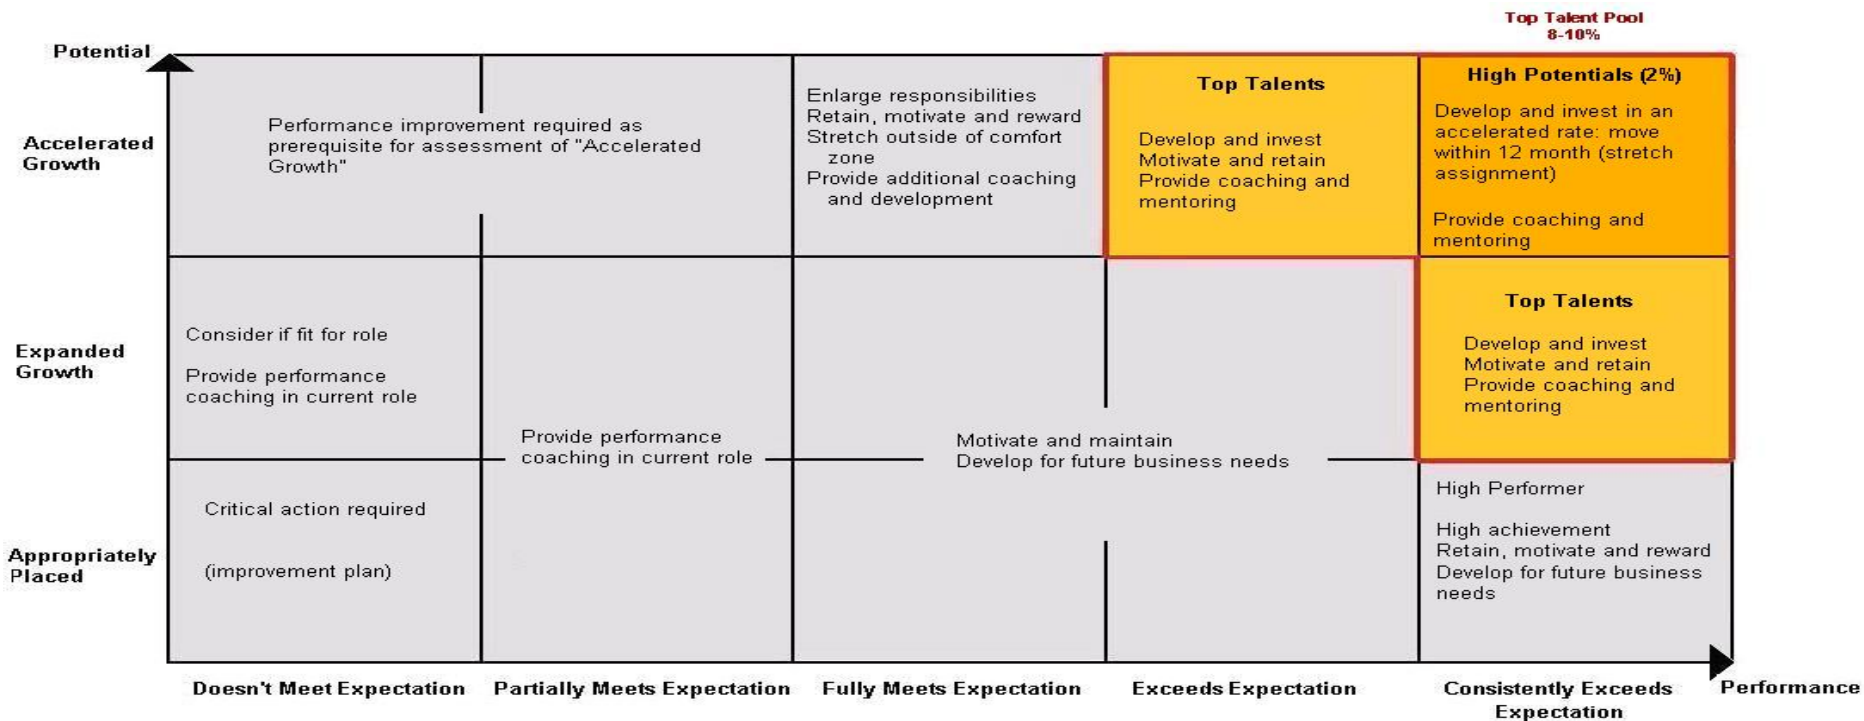 Top Talent Pool
8-10%
Potential
Accelerated
Growth
Performance improvement required as
prerequisite for assessment of "Accelerated
Growth"
Enlarge responsibilities
Retain, motivate and reward
Stretch outside of comfort
zone
Provide additional coaching
and development
Top Talents
Develop and invest
Motivate and retain
Provide coaching and
mentoring
High Potentials (2%)
Develop and invest in an
accelerated rate: move
within 12 month (stretch
assignment)
Provide coaching and
mentoring
Expanded
Growth
Consider if fit for role
Provide performance
coaching in current role
Provide performance
coaching in current role
Motivate and maintain
Develop for future business needs
Top Talents
Develop and invest
Motivate and retain
Provide coaching and
mentoring
Appropriately
Placed
Critical action required
(improvement plan)
High Performer
High achievement
Retain, motivate and reward
Develop for future business
needs
Doesn't Meet Expectation
Partially Meets Expectation
Fully Meets Expectation
Exceeds Expectation
Consistently Exceeds
Expectation
Performance